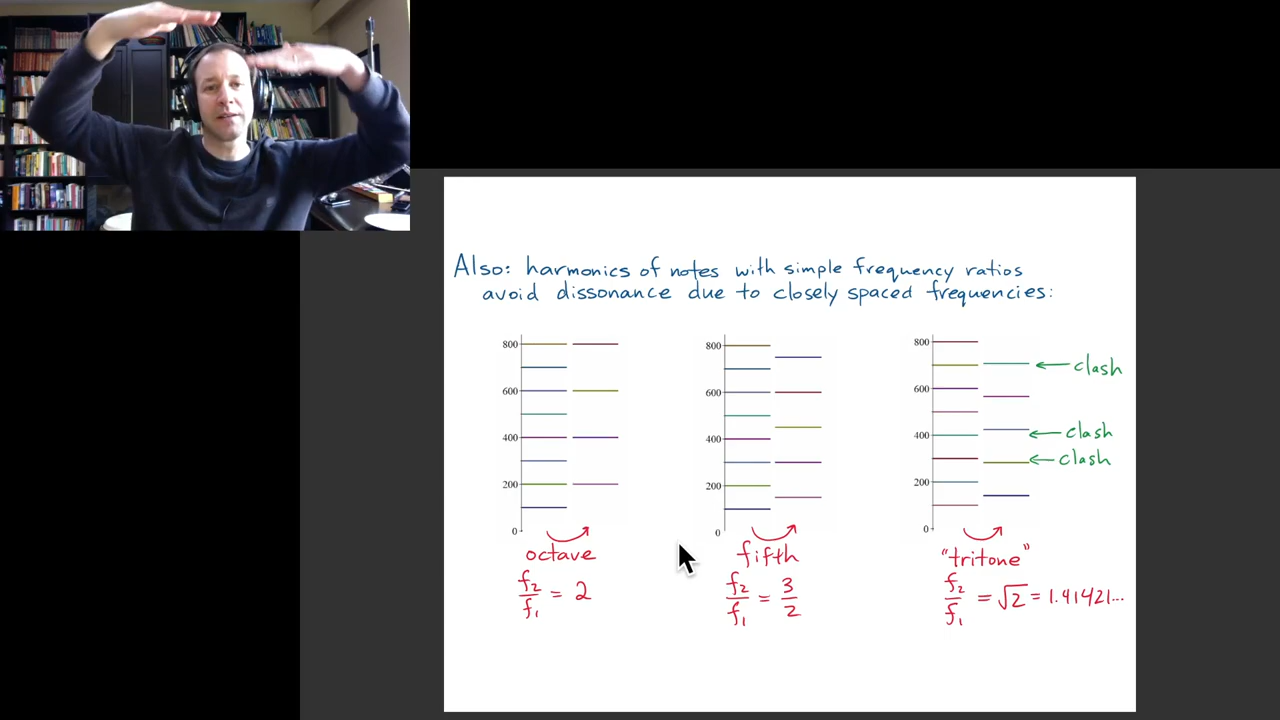 Also: harmonics of notes with simple frequency ratios
avoid dissonance due to closely spaced frequencies:
800
600
400
200
0
octave
f2/f1 = 2
800
600
400
200
0
fifth
f2/f1 = 3/2
800
600
400
200
0
← clash
← clash
← clash
"tritone"
f2/f1 = √2 = 1.41421...